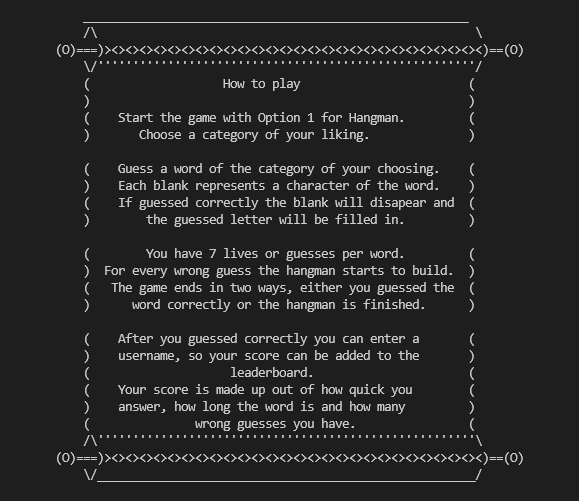 How to play
Start the game with Option 1 for Hangman.
Choose a category of your liking.
Guess a word of the category of your choosing.
Each blank represents a character of the word.
If guessed correctly the blank will disapear and
the guessed letter will be filled in.
You have 7 lives or guesses per word.
For every wrong guess the hangman starts to build.
The game ends in two ways, either you guessed the
word correctly or the hangman is finished.
After you guessed correctly you can enter a
username, so your score can be added to the
leaderboard.
Your score is made up out of how quick you
answer, how long the word is and how many
wrong guesses you have.